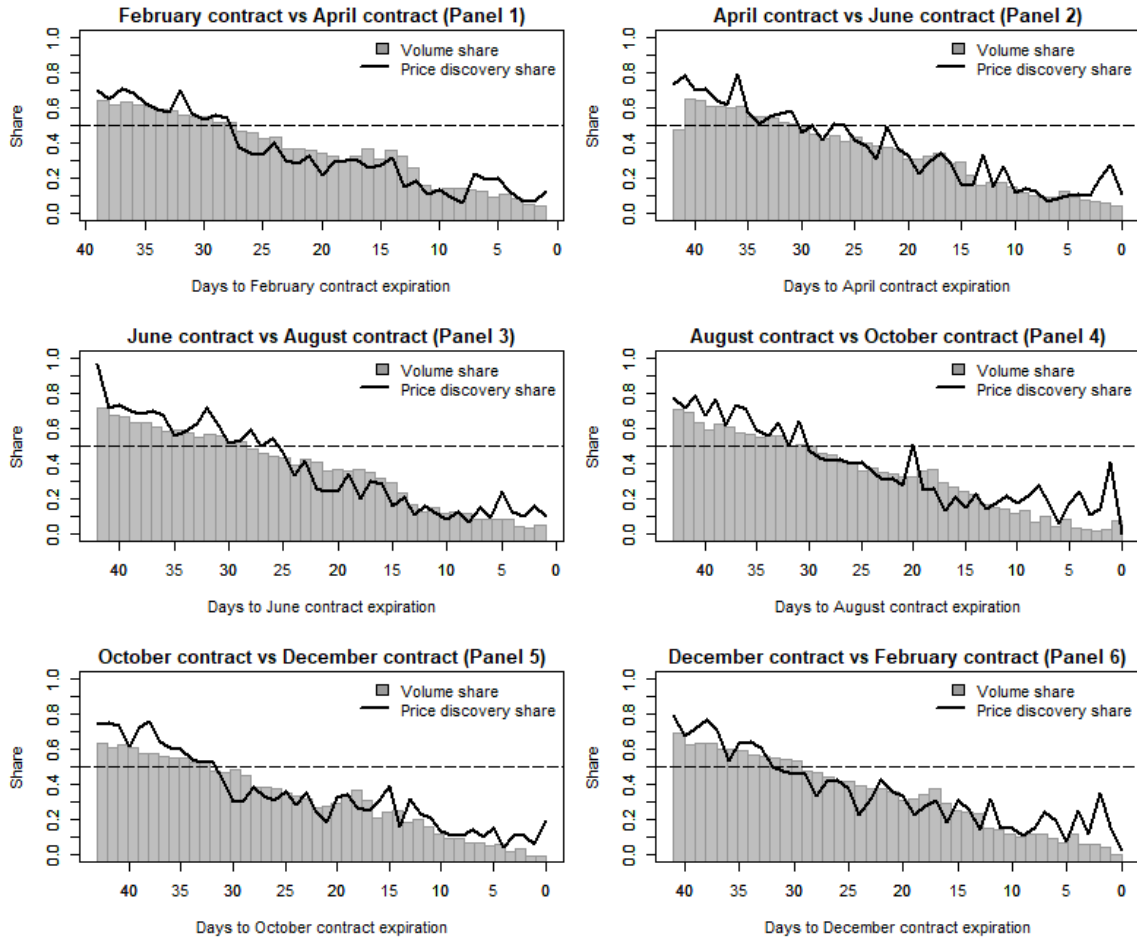 February contract vs April contract (Panel 1)
Share
0.0 0.2 0.4 0.6 0.8 1.0
Volume share
Price discovery share
40 35 30 25 20 15 10 5 0
Days to February contract expiration
April contract vs June contract (Panel 2)
Share
0.0 0.2 0.4 0.6 0.8 1.0
Volume share
Price discovery share
40 35 30 25 20 15 10 5 0
Days to April contract expiration
June contract vs August contract (Panel 3)
Share
0.0 0.2 0.4 0.6 0.8 1.0
Volume share
Price discovery share
40 35 30 25 20 15 10 5 0
Days to June contract expiration
August contract vs October contract (Panel 4)
Share
0.0 0.2 0.4 0.6 0.8 1.0
Volume share
Price discovery share
40 35 30 25 20 15 10 5 0
Days to August contract expiration
October contract vs December contract (Panel 5)
Share
0.0 0.2 0.4 0.6 0.8 1.0
Volume share
Price discovery share
40 35 30 25 20 15 10 5 0
Days to October contract expiration
December contract vs February contract (Panel 6)
Share
0.0 0.2 0.4 0.6 0.8 1.0
Volume share
Price discovery share
40 35 30 25 20 15 10 5 0
Days to December contract expiration